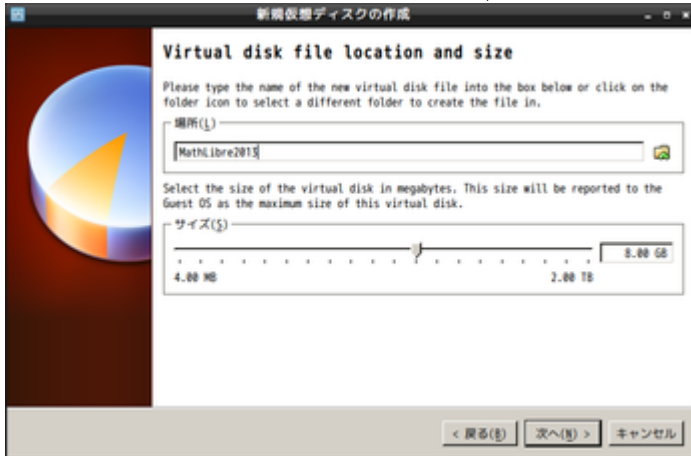 新規仮想ディスクの作成
Virtual disk file location and size
Please type the name of the new virtual disk file into the box below or click on the
folder icon to select a different folder to create the file in.
場所(L)
MathLibre2013
Select the size of the virtual disk in megabytes. This size will be reported to the
Guest OS as the maximum size of this virtual disk.
サイズ(S)
8.00 GB
4.00 MB 2.00 TB
< 戻る(B) 次へ(N) > キャンセル